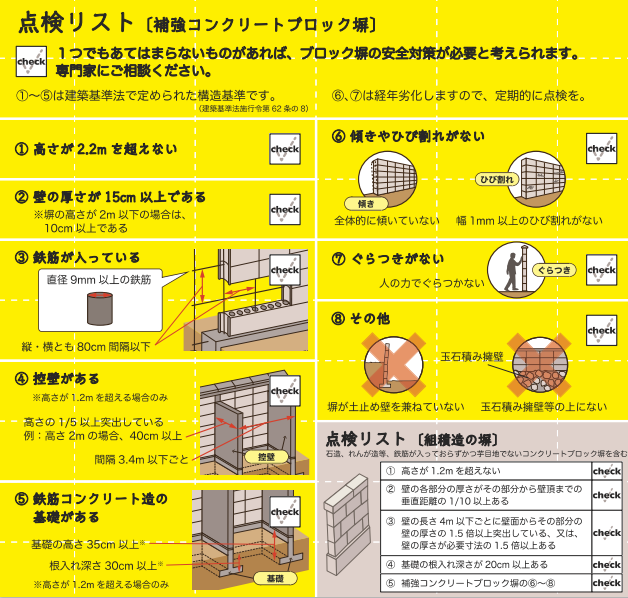 点検リスト〔補強コンクリートブロック塀〕
check
1つでもあてはまらないものがあれば、ブロック塀の安全対策が必要と考えられます。
専門家にご相談ください。
①～⑤は建築基準法で定められた構造基準です。
（建築基準法施行令第62条の8）
⑥、⑦は経年劣化しますので、定期的に点検を。
① 高さが2.2mを超えない
check
② 壁の厚さが15cm以上である
※塀の高さが2m以下の場合は、
10cm以上である
check
③ 鉄筋が入っている
check
直径9mm以上の鉄筋
縦・横とも80cm間隔以下
④ 控壁がある
※高さが1.2mを超える場合のみ
check
高さの1/5以上突出している
例：高さ2mの場合、40cm以上
間隔3.4m以下ごと
控壁
⑤ 鉄筋コンクリート造の
基礎がある
check
基礎の高さ35cm以上※
根入れ深さ30cm以上※
※高さが1.2mを超える場合のみ
基礎
⑥ 傾きやひび割れがない
check
傾き
ひび割れ
全体的に傾いていない
幅1mm以上のひび割れがない
⑦ ぐらつきがない
check
ぐらつき
人の力でぐらつかない
⑧ その他
check
玉石積み擁壁
塀が土止め壁を兼ねていない
玉石積み擁壁等の上にない
点検リスト〔組積造の塀〕
石造、れんが造等、鉄筋が入っておらずかつ芋目地でないコンクリートブロック塀を含む
① 高さが1.2mを超えない
check
② 壁の各部分の厚さがその部分から壁頂までの
垂直距離の1/10以上ある
check
③ 壁の長さ4m以下ごとに壁面からその部分の
壁の厚さの1.5倍以上突出している、又は、
壁の厚さが必要寸法の1.5倍以上ある
check
④ 基礎の根入れ深さが20cm以上ある
check
⑤ 補強コンクリートブロック塀の⑥～⑧
check